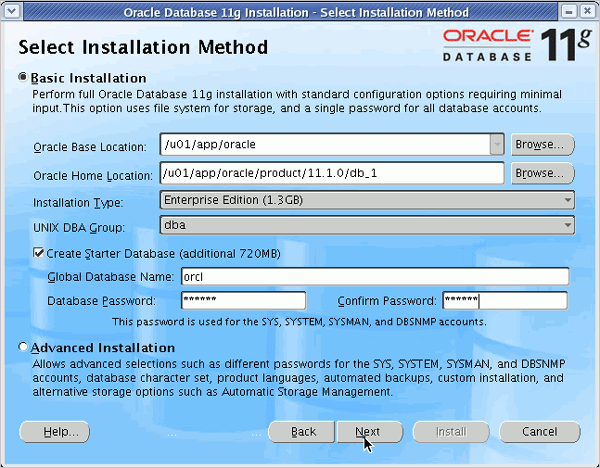 Oracle Database 11g Installation - Select Installation Method
Select Installation Method
ORACLE
DATABASE 11g
Basic Installation
Perform full Oracle Database 11g installation with standard configuration options requiring minimal
input.This option uses file system for storage, and a single password for all database accounts.
Oracle Base Location: /u01/app/oracle Browse...
Oracle Home Location: /u01/app/oracle/product/11.1.0/db_1 Browse...
Installation Type: Enterprise Edition (1.3GB)
UNIX DBA Group: dba
Create Starter Database (additional 720MB)
Global Database Name: orcl
Database Password: ****** Confirm Password: ******
This password is used for the SYS, SYSTEM, SYSMAN, and DBSNMP accounts.
Advanced Installation
Allows advanced selections such as different passwords for the SYS, SYSTEM, SYSMAN, and DBSNMP
accounts, database character set, product languages, automated backups, custom installation, and
alternative storage options such as Automatic Storage Management.
Help... ... ... Back Next Install Cancel